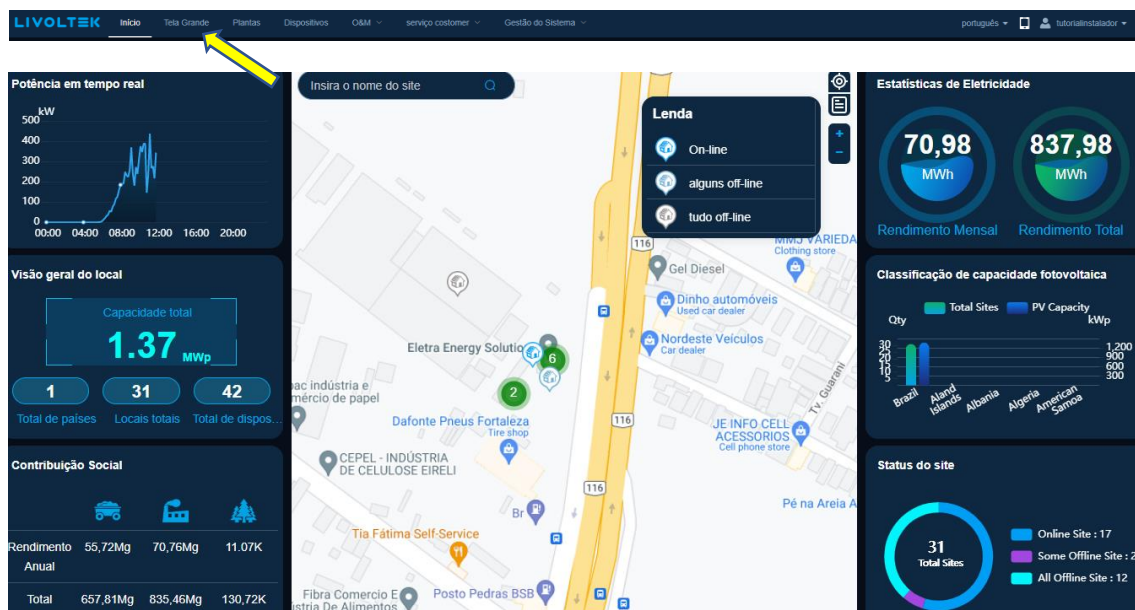 LIVOLTEK Início Tela Grande Plantas Dispositivos O&M serviço costomer Gestão do Sistema português tutorialinstalador
Potência em tempo real
kW
500
400
300
200
100
0
00:00 04:00 08:00 12:00 16:00 20:00
Visão geral do local
Capacidade total
1.37 MWp
1 31 42
Total de países Locais totais Total de dispos...
Contribuição Social
Rendimento Anual 55,72Mg 70,76Mg 11.07K
Total 657,81Mg 835,46Mg 130,72K
Insira o nome do site
Lenda
On-line
alguns off-line
tudo off-line
+
-
116
MMJ VARIEDA
Clothing store
Gel Diesel
Dinho automóveis
Used car dealer
Nordeste Veículos
Car dealer
Eletra Energy Solutio
6
2
pac indústria e
mércio de papel
Tv. Guarani
Dafonte Pneus Fortaleza
Tire shop
116
JE INFO CELL
ACESSORIOS
Cell phone store
CEPEL - INDÚSTRIA
DE CELULOSE EIRELI
116
Pé na Areia A
Br
Tia Fátima Self-Service
Fibra Comercio E
ustria De Alimentos
Posto Pedras BSB
Estatísticas de Eletricidade
70,98 837,98
MWh MWh
Rendimento Mensal Rendimento Total
Classificação de capacidade fotovoltaica
Total Sites PV Capacity
Qty kWp
30 1,200
25
20 900
15 600
10 300
5
Brazil Aland Islands Albania Algeria American Samoa
Status do site
31
Total Sites
Online Site : 17
Some Offline Site : 2
All Offline Site : 12